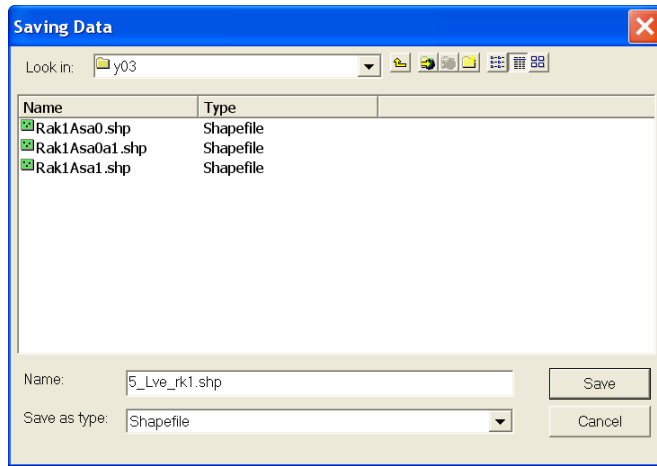 Saving Data
Look in: y03
Name Type
Rak1Asa0.shp Shapefile
Rak1Asa0a1.shp Shapefile
Rak1Asa1.shp Shapefile
Name: 5_Lve_rk1.shp Save
Save as type: Shapefile Cancel